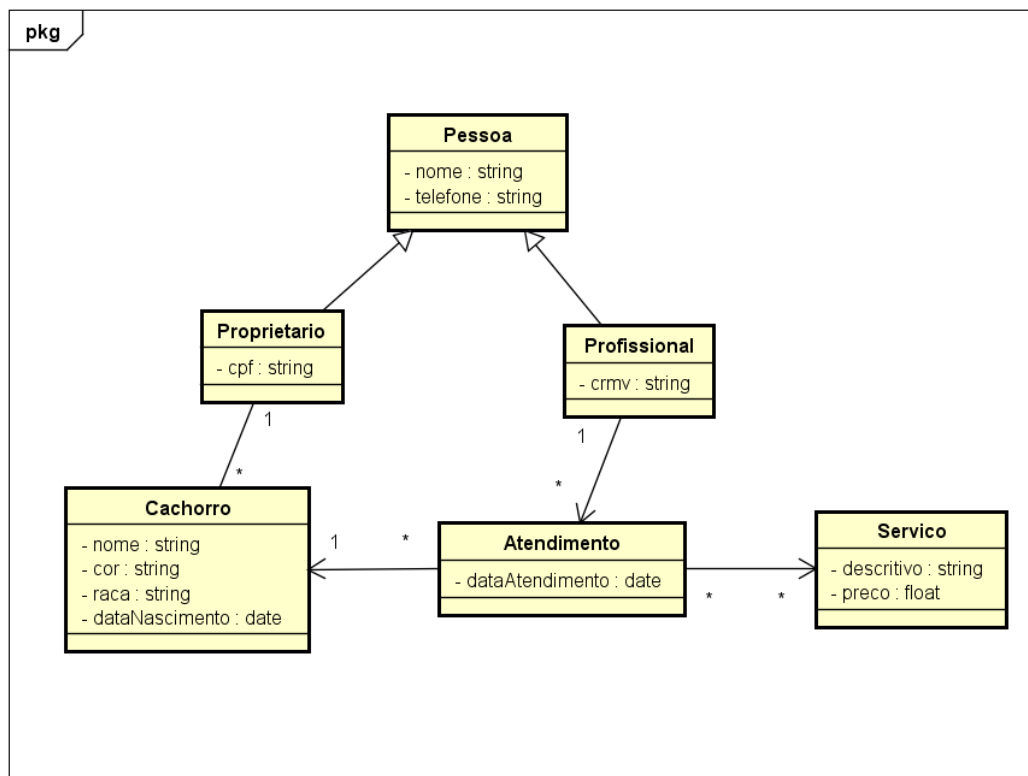 pkg
Pessoa
- nome : string
- telefone : string
Proprietario
- cpf : string
Profissional
- crmv : string
1
1
*
*
Cachorro
- nome : string
- cor : string
- raca : string
- dataNascimento : date
1
*
Atendimento
- dataAtendimento : date
*
*
Servico
- descritivo : string
- preco : float